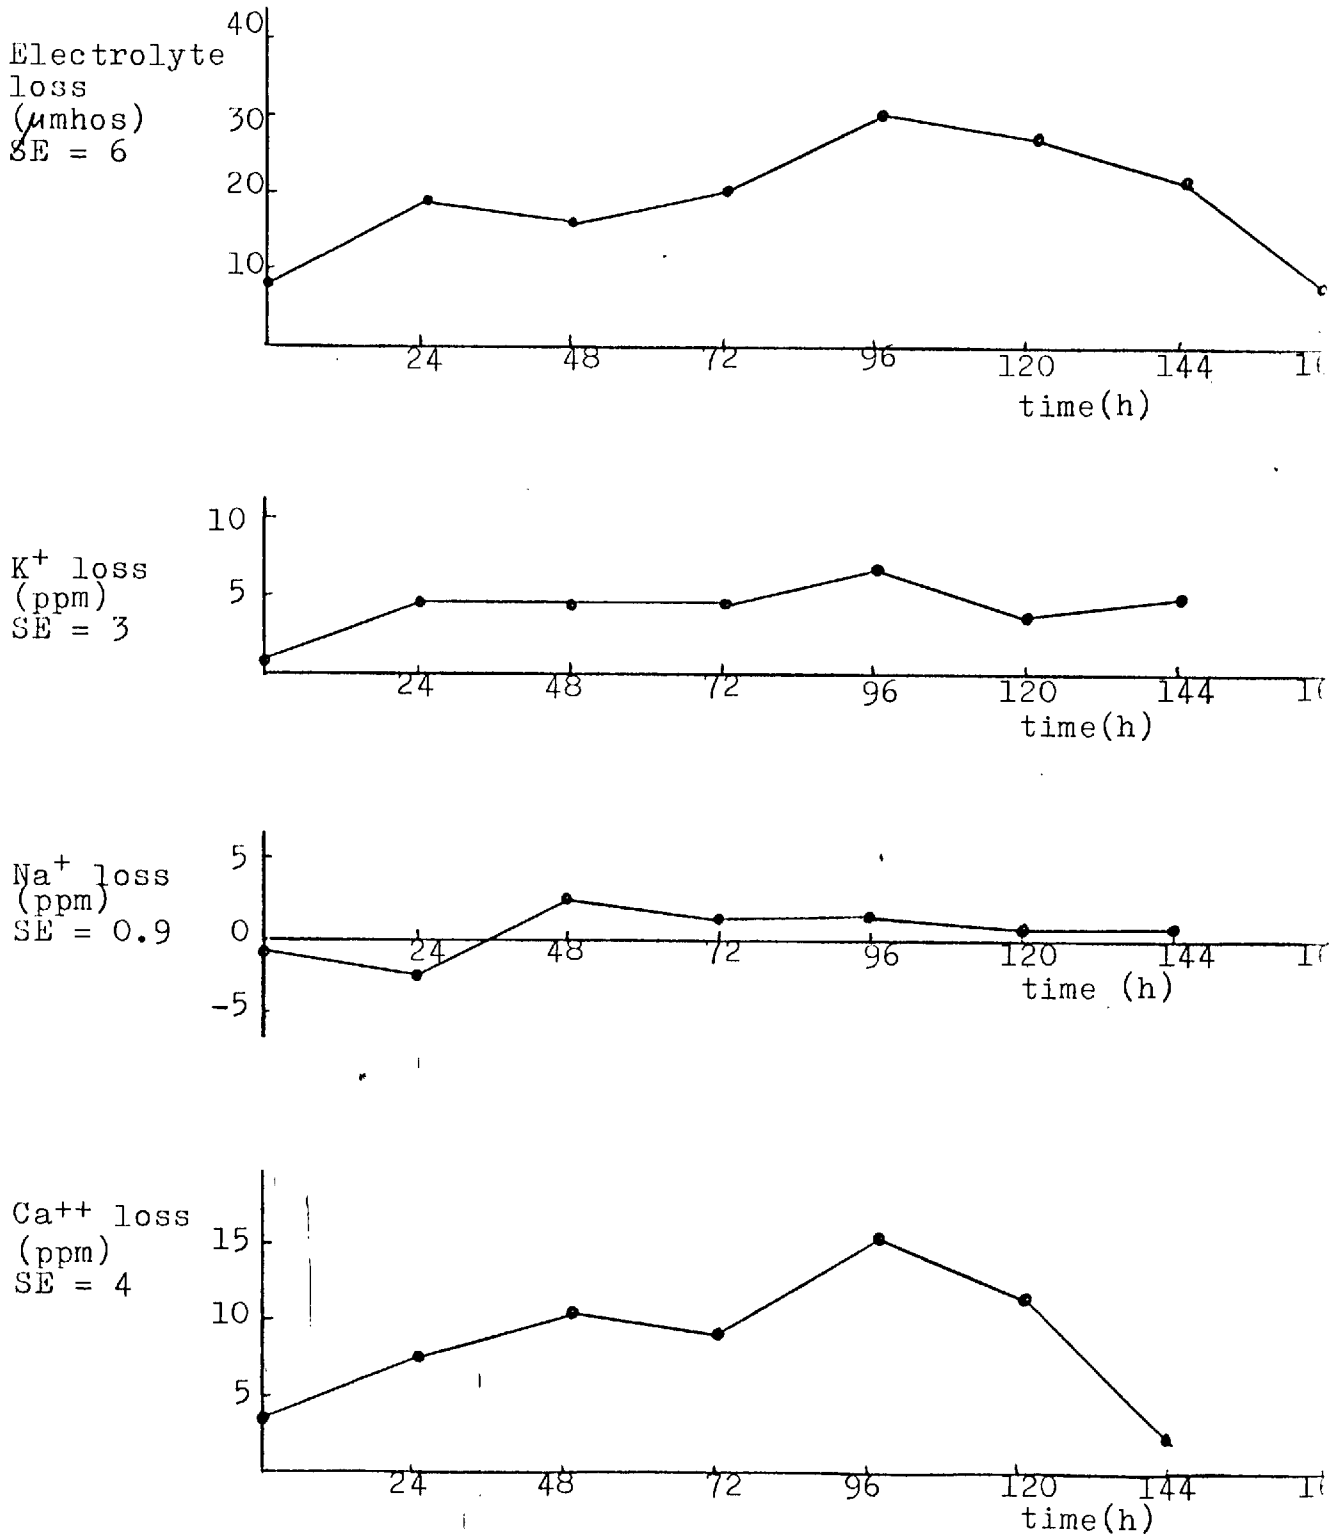 40
Electrolyte
loss
(μmhos)
SE = 6
30
20
10
24 48 72 96 120 144
time(h)
10
K+ loss
(ppm)
SE = 3
5
24 48 72 96 120 144
time(h)
5
Na+ loss
(ppm)
SE = 0.9
0
-5
24 48 72 96 120 144
time (h)
Ca++ loss
(ppm)
SE = 4
15
10
5
24 48 72 96 120 144
time(h)